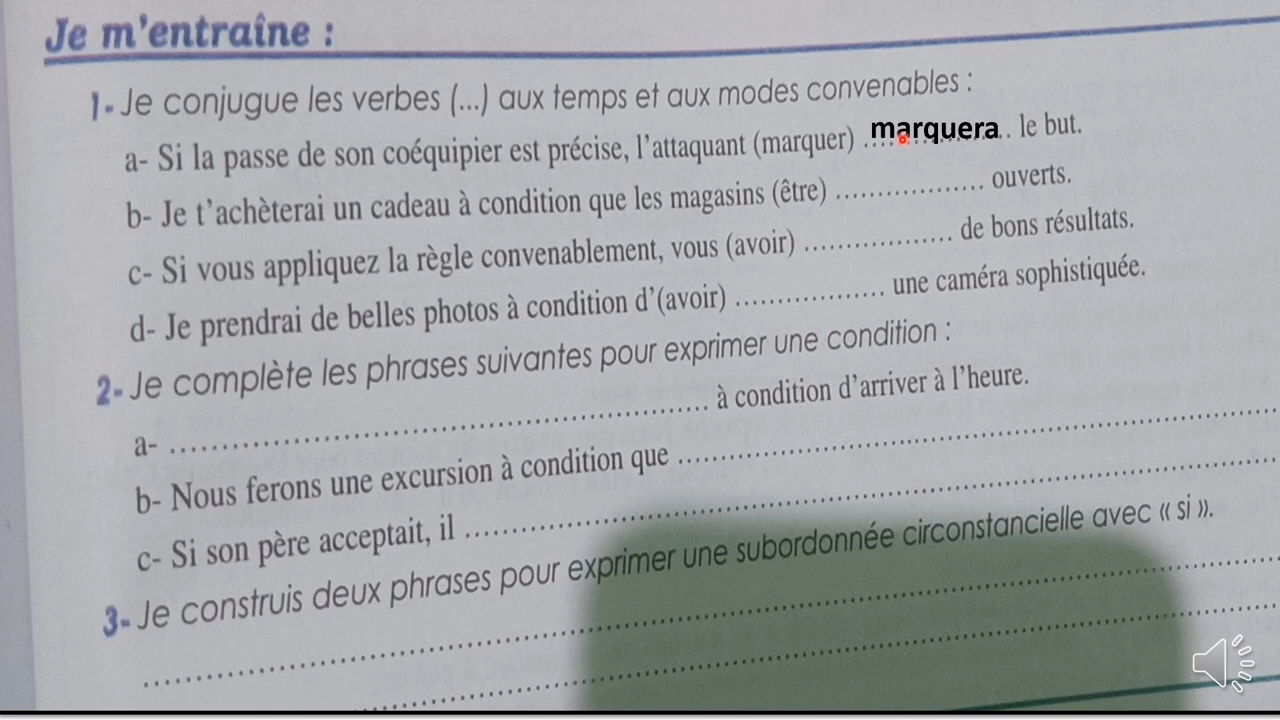 Je m'entraîne :
1- Je conjugue les verbes (...) aux temps et aux modes convenables :
a- Si la passe de son coéquipier est précise, l'attaquant (marquer) ....marquera.. le but.
b- Je t'achèterai un cadeau à condition que les magasins (être) .................. ouverts.
c- Si vous appliquez la règle convenablement, vous (avoir) .................. de bons résultats.
d- Je prendrai de belles photos à condition d'(avoir) .................. une caméra sophistiquée.
2- Je complète les phrases suivantes pour exprimer une condition :
a- .................................................................. à condition d'arriver à l'heure.
b- Nous ferons une excursion à condition que ..................................................................
c- Si son père acceptait, il ..................................................................
3- Je construis deux phrases pour exprimer une subordonnée circonstancielle avec « si ».